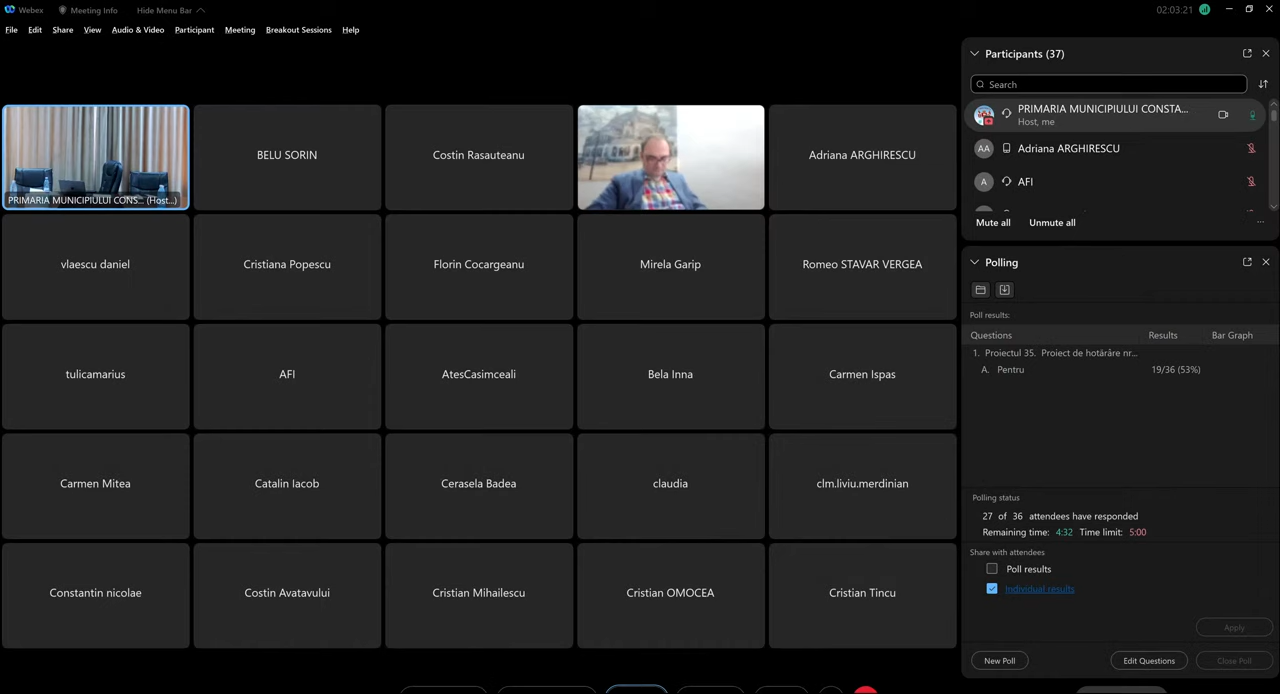 Webex
Meeting Info
Hide Menu Bar
02:03:21
File
Edit
Share
View
Audio & Video
Participant
Meeting
Breakout Sessions
Help
PRIMARIA MUNICIPIULUI CONS... (Host...)
BELU SORIN
Costin Rasauteanu
Adriana ARGHIRESCU
vlaescu daniel
Cristiana Popescu
Florin Cocargeanu
Mirela Garip
Romeo STAVAR VERGEA
tulicamarius
AFI
AtesCasimceali
Bela Inna
Carmen Ispas
Carmen Mitea
Catalin Iacob
Cerasela Badea
claudia
clm.liviu.merdinian
Constantin nicolae
Costin Avatavului
Cristian Mihailescu
Cristian OMOCEA
Cristian Tincu
Participants (37)
Search
PRIMARIA MUNICIPIULUI CONSTA...
Host, me
AA
Adriana ARGHIRESCU
A
AFI
Mute all
Unmute all
...
Polling
Poll results:
Questions
Results
Bar Graph
1. Proiectul 35. Proiect de hotărâre nr...
A. Pentru
19/36 (53%)
Polling status
27 of 36 attendees have responded
Remaining time: 4:32 Time limit: 5:00
Share with attendees
Poll results
Individual results
Apply
New Poll
Edit Questions
Close Poll